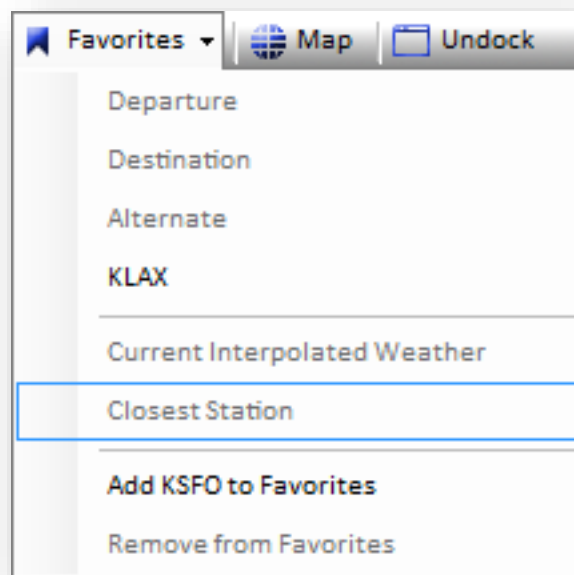 Favorites Map Undock
Departure
Destination
Alternate
KLAX
Current Interpolated Weather
Closest Station
Add KSFO to Favorites
Remove from Favorites